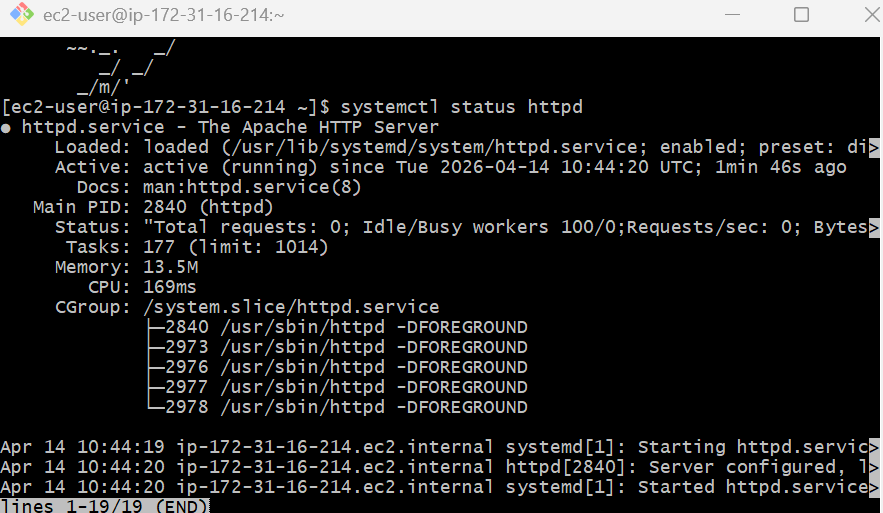 ec2-user@ip-172-31-16-214:~
~~._.   _/
_/ _/
_/m/'
[ec2-user@ip-172-31-16-214 ~]$ systemctl status httpd
● httpd.service - The Apache HTTP Server
Loaded: loaded (/usr/lib/systemd/system/httpd.service; enabled; preset: di>
Active: active (running) since Tue 2026-04-14 10:44:20 UTC; 1min 46s ago
Docs: man:httpd.service(8)
Main PID: 2840 (httpd)
Status: "Total requests: 0; Idle/Busy workers 100/0;Requests/sec: 0; Bytes>
Tasks: 177 (limit: 1014)
Memory: 13.5M
CPU: 169ms
CGroup: /system.slice/httpd.service
├─2840 /usr/sbin/httpd -DFOREGROUND
├─2973 /usr/sbin/httpd -DFOREGROUND
├─2976 /usr/sbin/httpd -DFOREGROUND
├─2977 /usr/sbin/httpd -DFOREGROUND
└─2978 /usr/sbin/httpd -DFOREGROUND
Apr 14 10:44:19 ip-172-31-16-214.ec2.internal systemd[1]: Starting httpd.servic>
Apr 14 10:44:20 ip-172-31-16-214.ec2.internal httpd[2840]: Server configured, l>
Apr 14 10:44:20 ip-172-31-16-214.ec2.internal systemd[1]: Started httpd.service>
lines 1-19/19 (END)